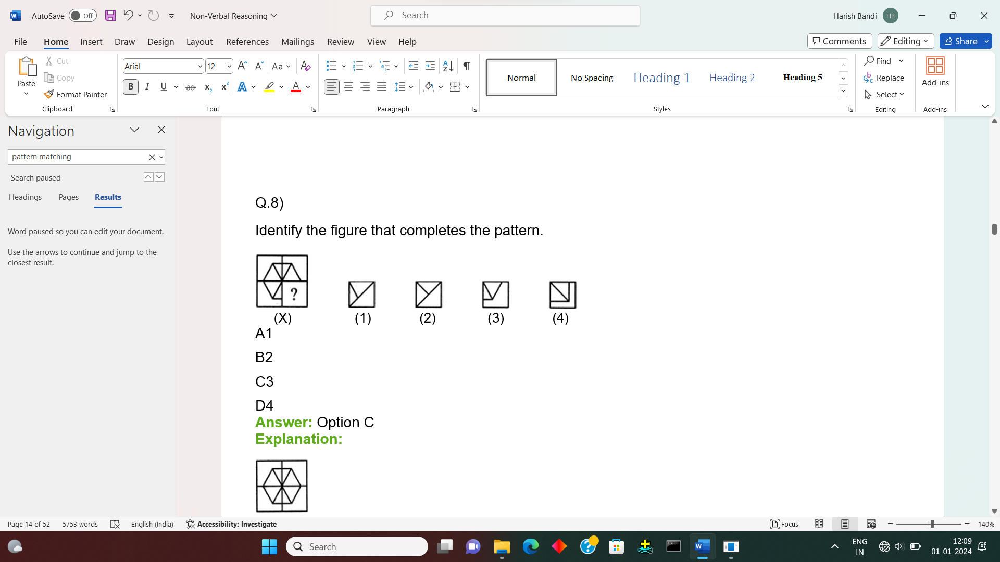 AutoSave Off Non-Verbal Reasoning Search Harish Bandi HB
File Home Insert Draw Design Layout References Mailings Review View Help Comments Editing Share
Paste Cut Copy Format Painter Clipboard
Arial 12 Aa
B I U ab x₂ x² A A
Font
Paragraph
Normal No Spacing Heading 1 Heading 2 Heading 5
Styles
Find
Replace
Select
Editing
Add-ins
Add-ins
Navigation
pattern matching
Search paused
Headings Pages Results
Word paused so you can edit your document.
Use the arrows to continue and jump to the
closest result.
Q.8)
Identify the figure that completes the pattern.
?
(X) (1) (2) (3) (4)
A1
B2
C3
D4
Answer: Option C
Explanation:
Page 14 of 52 5753 words English (India) Accessibility: Investigate Focus 140%
Search
ENG
IN
12:09
01-01-2024